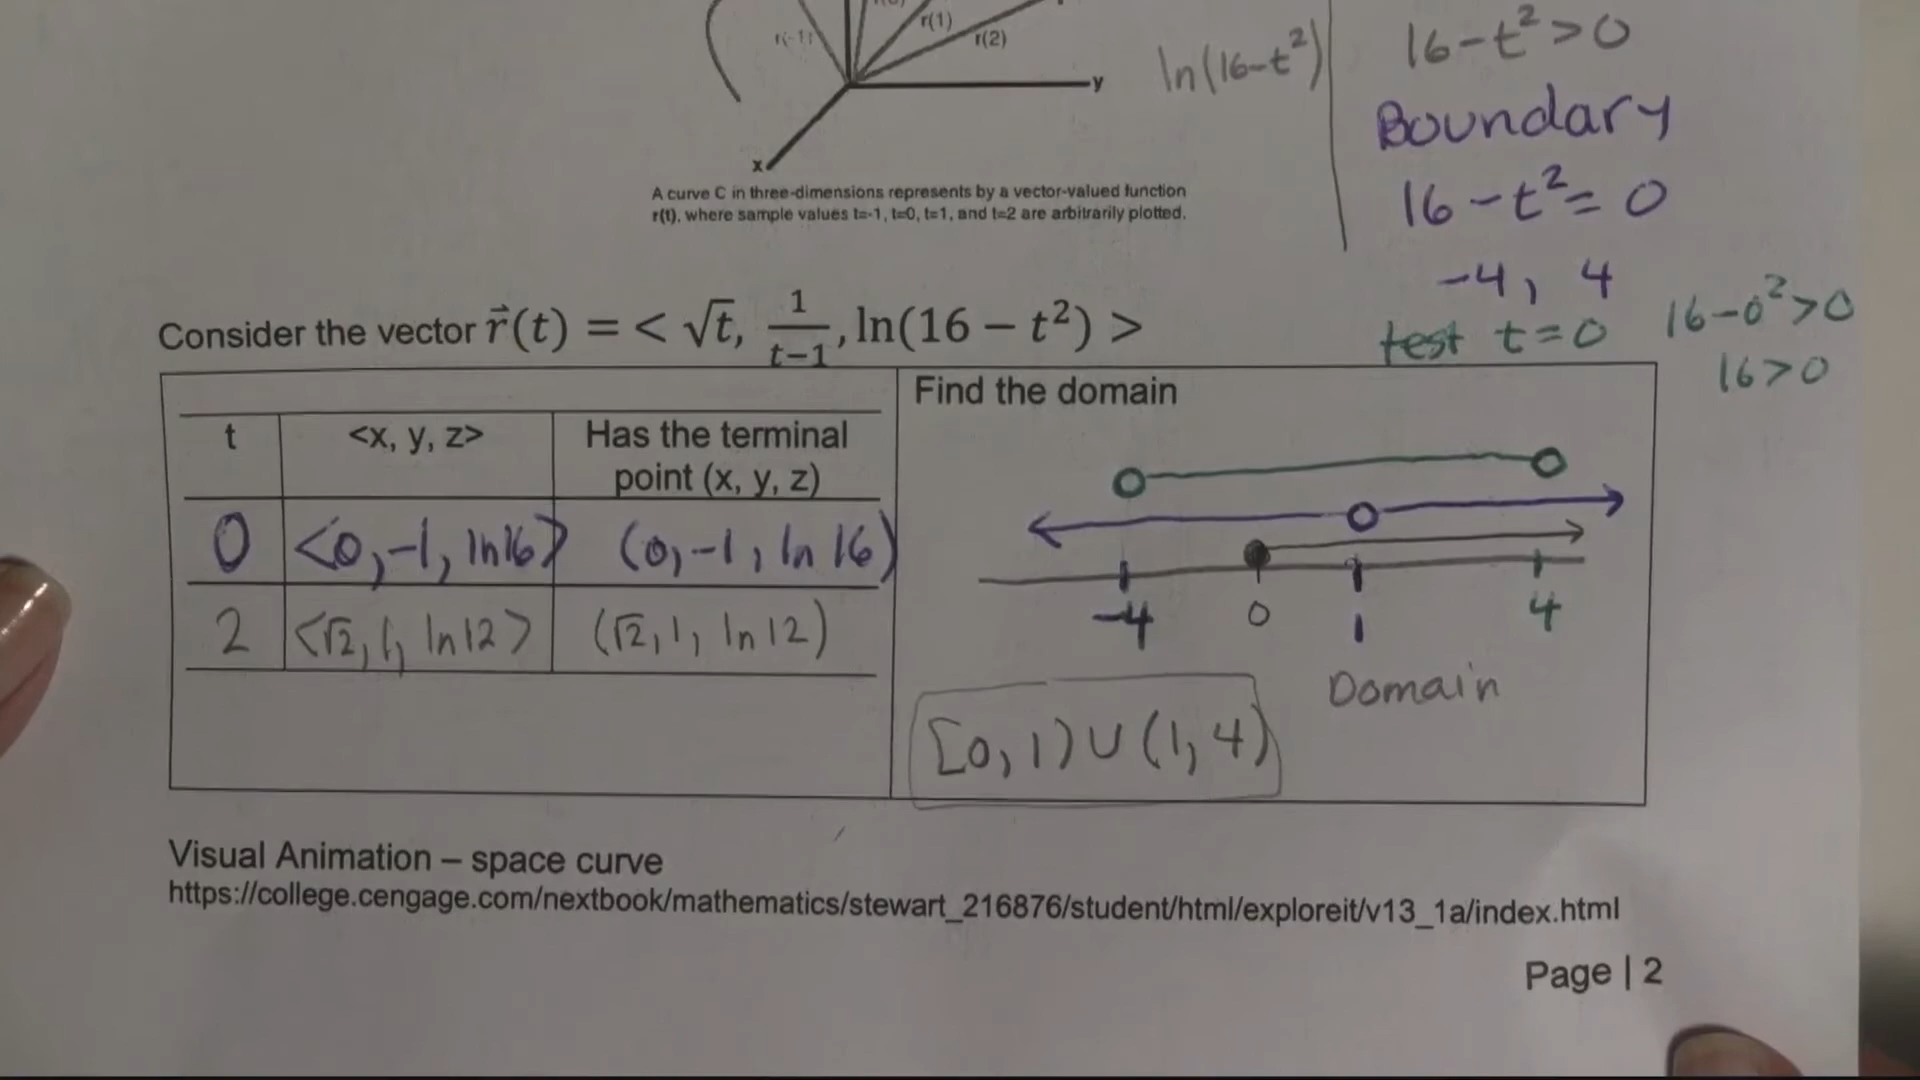 r(1)
r(2)
r(-1)
y
x
ln(16-t²)
16-t²>0
Boundary
16-t²=0
-4, 4
test t=0
16-0²>0
16>0
A curve C in three-dimensions represents by a vector-valued function
r(t), where sample values t=-1, t=0, t=1, and t=2 are arbitrarily plotted.
Consider the vector r⃗(t) = < √t, 1/(t−1), ln(16 − t²) >
t <x, y, z> Has the terminal
point (x, y, z)
0 <0,-1, ln16> (0,-1, ln 16)
2 <√2, 1, ln12> (√2, 1, ln 12)
Find the domain
-4 0 1 4
Domain
[0,1)∪(1,4)
Visual Animation – space curve
https://college.cengage.com/nextbook/mathematics/stewart_216876/student/html/exploreit/v13_1a/index.html
Page | 2